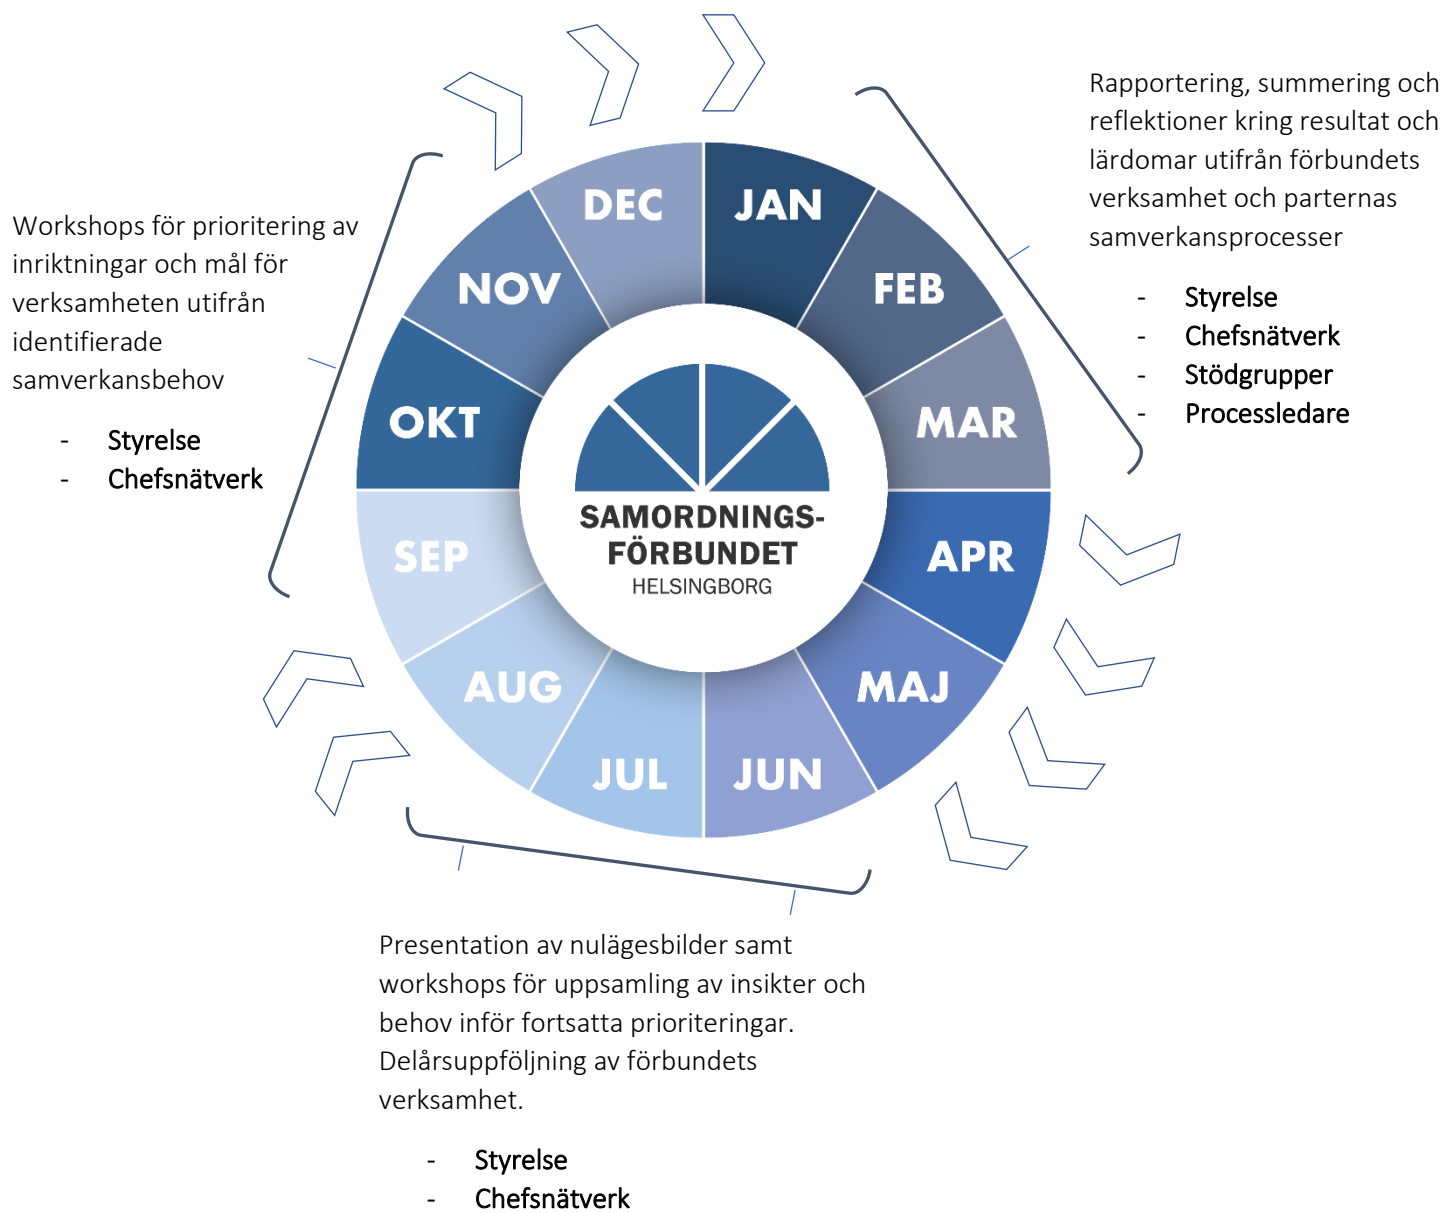 Rapportering, summering och
reflektioner kring resultat och
lärdomar utifrån förbundets
verksamhet och parternas
samverkansprocesser
- Styrelse
- Chefsnätverk
- Stödgrupper
- Processledare
Workshops för prioritering av
inriktningar och mål för
verksamheten utifrån
identifierade
samverkansbehov
- Styrelse
- Chefsnätverk
JAN
FEB
MAR
APR
MAJ
JUN
JUL
AUG
SEP
OKT
NOV
DEC
SAMORDNINGS-
FÖRBUNDET
HELSINGBORG
Presentation av nulägesbilder samt
workshops för uppsamling av insikter och
behov inför fortsatta prioriteringar.
Delårsuppföljning av förbundets
verksamhet.
- Styrelse
- Chefsnätverk